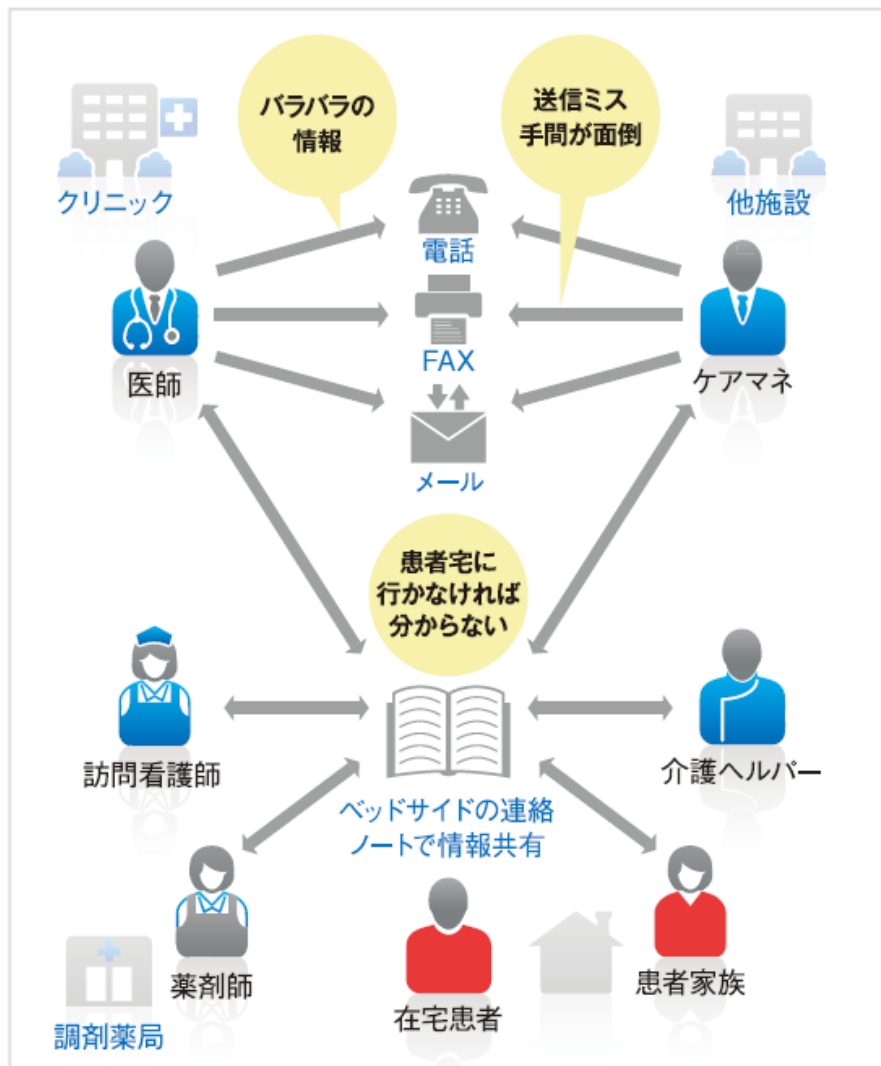 バラバラの
情報
送信ミス
手間が面倒
クリニック
他施設
電話
FAX
医師
ケアマネ
メール
患者宅に
行かなければ
分からない
訪問看護師
介護ヘルパー
ベッドサイドの連絡
ノートで情報共有
薬剤師
患者家族
在宅患者
調剤薬局